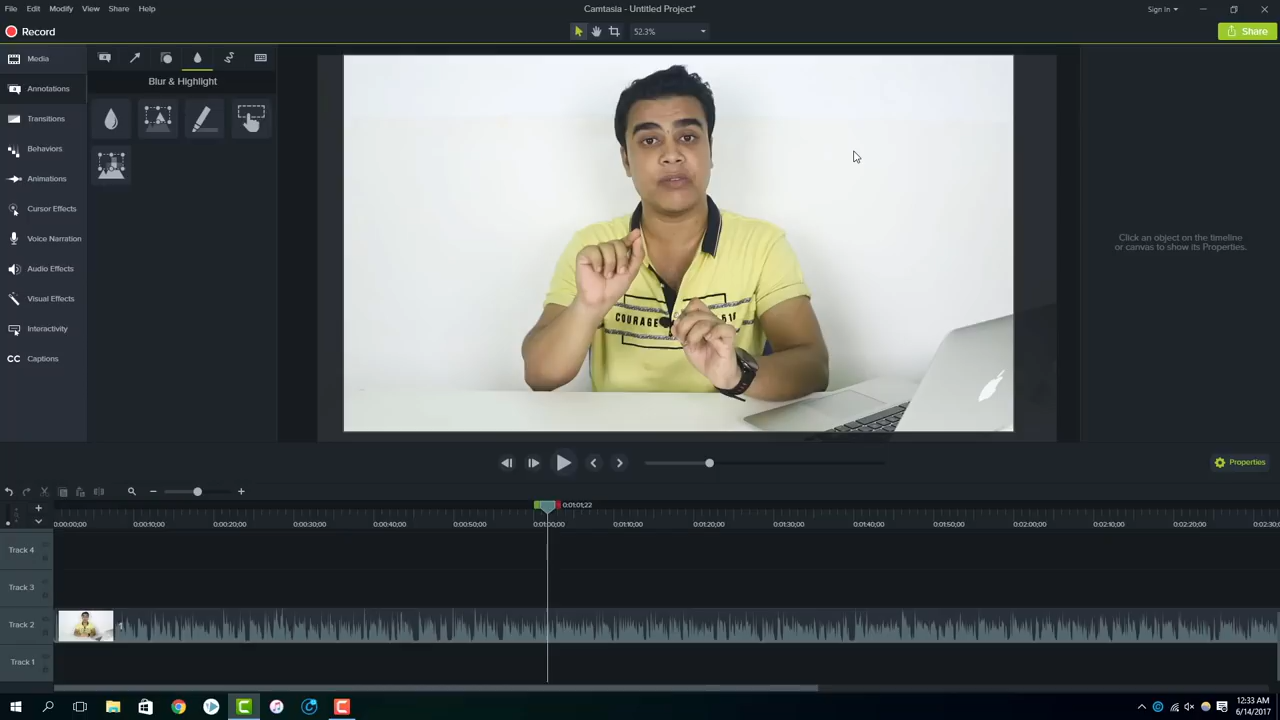 File Edit Modify View Share Help
Camtasia - Untitled Project*
Sign in
Record
52.3%
Share
Media
Annotations
Transitions
Behaviors
Animations
Cursor Effects
Voice Narration
Audio Effects
Visual Effects
Interactivity
CC Captions
Blur & Highlight
COURAGE
Click an object on the timeline
or canvas to show its Properties.
Properties
0:01:01;22
0:00:00;00 0:00:10;00 0:00:20;00 0:00:30;00 0:00:40;00 0:00:50;00 0:01:00;00 0:01:10;00 0:01:20;00 0:01:30;00 0:01:40;00 0:01:50;00 0:02:00;00 0:02:10;00 0:02:20;00
Track 4
Track 3
Track 2
Track 1
12:33 AM
6/14/2017